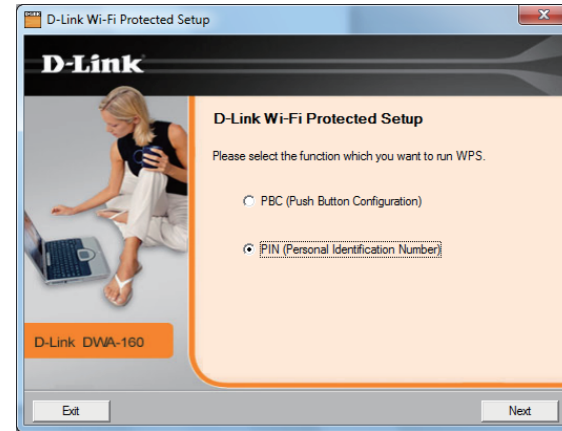 D-Link Wi-Fi Protected Setup
D-Link
D-Link Wi-Fi Protected Setup
Please select the function which you want to run WPS.
PBC (Push Button Configuration)
PIN (Personal Identification Number)
D-Link DWA-160
Exit
Next